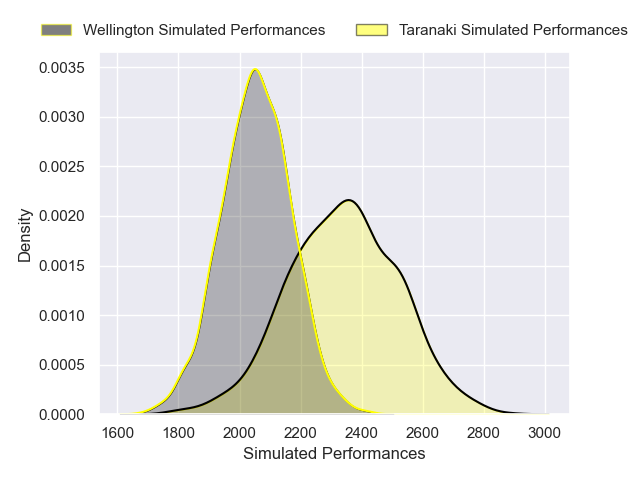 Wellington Simulated Performances Taranaki Simulated Performances
0.0035
0.0030
0.0025
0.0020
0.0015
0.0010
0.0005
0.0000
Density
1600 1800 2000 2200 2400 2600 2800 3000
Simulated Performances